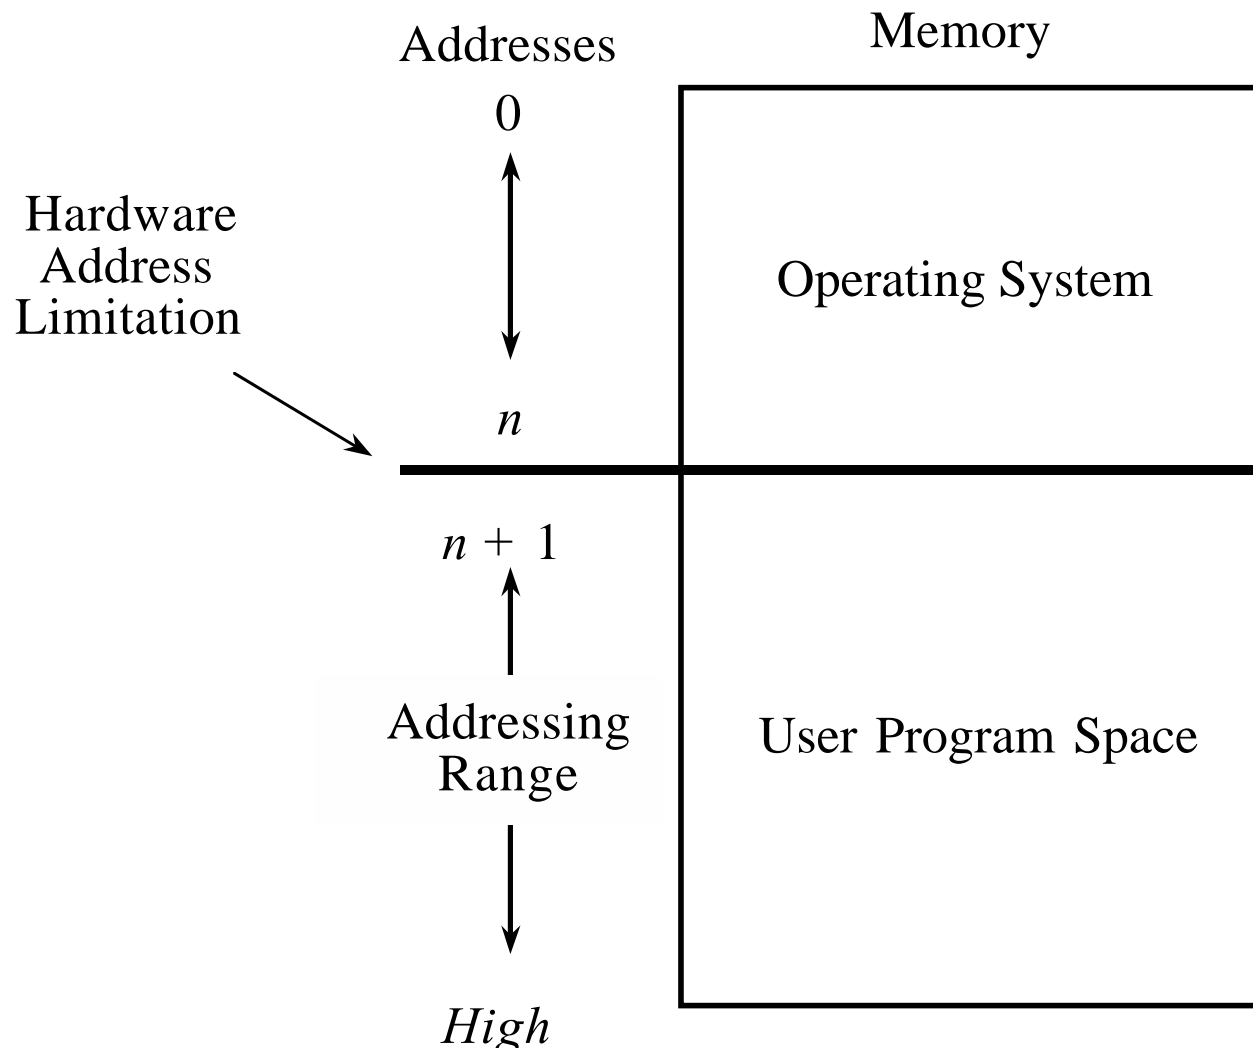 Addresses
Memory
0
Hardware
Address
Limitation
Operating System
n
n + 1
Addressing
Range
User Program Space
High